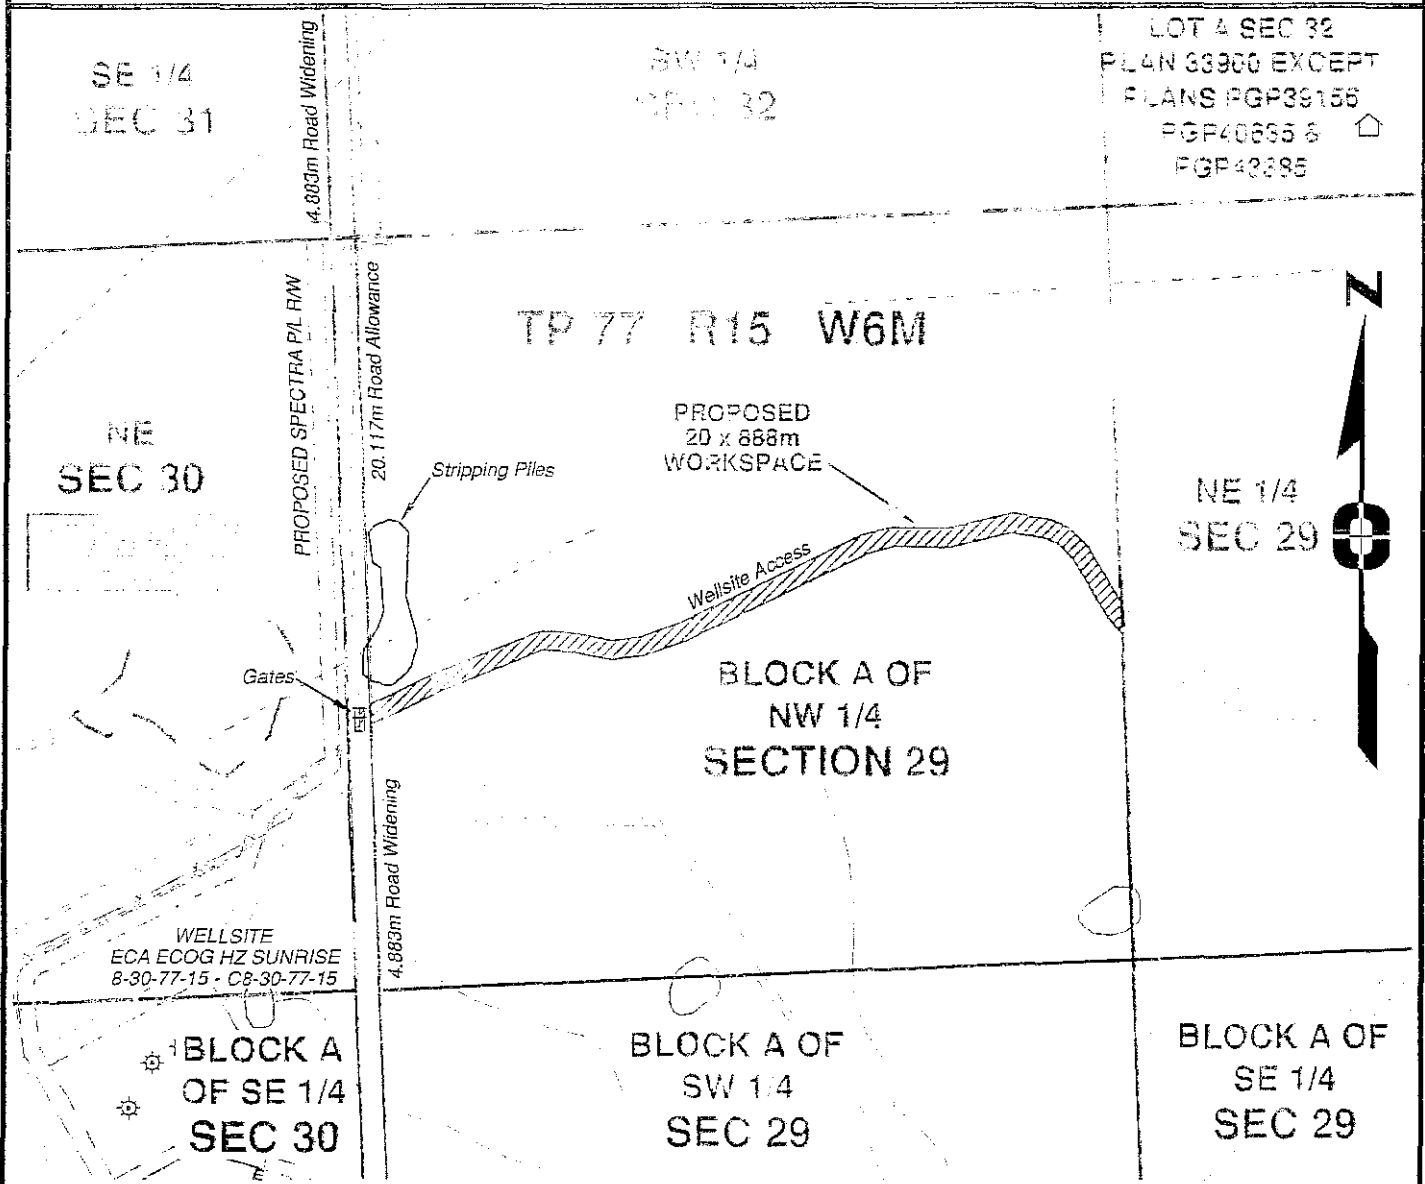 SE 1/4
SEC 31
4.883m Road Widening
SW 1/4
SEC 32
LOT A SEC 32
PLAN 33900 EXCEPT
PLANS PGP39156
PGP40635 &
PGP43385
PROPOSED SPECTRA P/L R/W
20.117m Road Allowance
TP 77 R15 W6M
N
NE
SEC 30
Stripping Piles
PROPOSED
20 x 888m
WORKSPACE
NE 1/4
SEC 29
Wellsite Access
Gates
BLOCK A OF
NW 1/4
SECTION 29
4.883m Road Widening
WELLSITE
ECA ECOG HZ SUNRISE
8-30-77-15 - C8-30-77-15
BLOCK A
OF SE 1/4
SEC 30
BLOCK A OF
SW 1/4
SEC 29
BLOCK A OF
SE 1/4
SEC 29